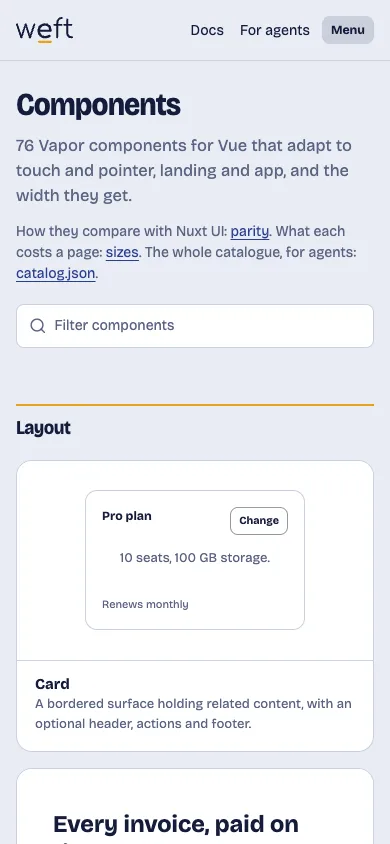 weft
Docs For agents Menu
Components
76 Vapor components for Vue that adapt to
touch and pointer, landing and app, and the
width they get.
How they compare with Nuxt UI: parity. What each
costs a page: sizes. The whole catalogue, for agents:
catalog.json.
Filter components
Layout
Pro plan
Change
10 seats, 100 GB storage.
Renews monthly
Card
A bordered surface holding related content, with an
optional header, actions and footer.
Every invoice, paid on